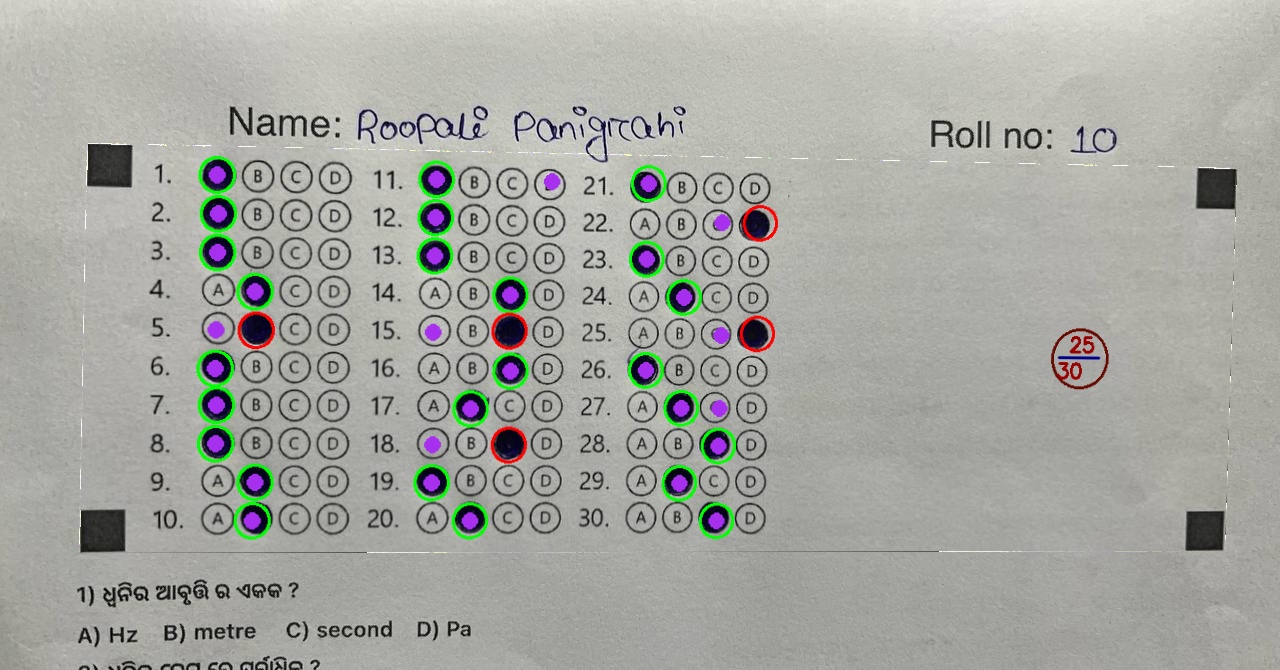 Name: Roopali Panigrahi
Roll no: 10
1. B C D 11. B C 21. B C D
2. B C D 12. B C D 22. A B
3. B C D 13. B C D 23. B C D
4. A C D 14. A B D 24. A C D
5. C D 15. B D 25. A B
6. B C D 16. A B D 26. B C D
7. B C D 17. A C D 27. A D
8. B C D 18. B D 28. A B D
9. A C D 19. B C D 29. A C D
10. A C D 20. A C D 30. A B D
25
30
1) ଧ୍ୱନିର ଆବୃତ୍ତି ର ଏକକ ?
A) Hz B) metre C) second D) Pa